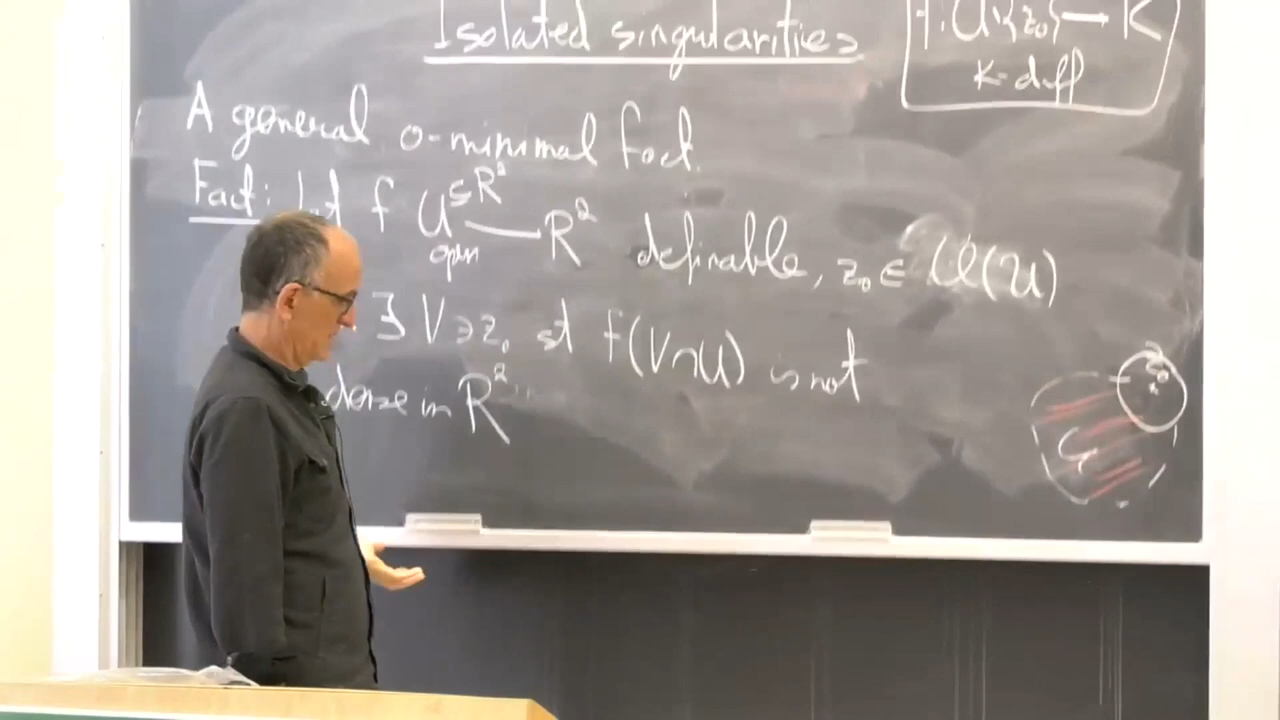 Isolated singularities
f: U\{z₀} → K
K-diff
A general o-minimal fact.
Fact: Let f U ⊆ R² → R² definable, z₀ ∈ Cl(U)
open
∃ V ∋ z₀ st f(V∩U) is not
dense in R²
z₀
U